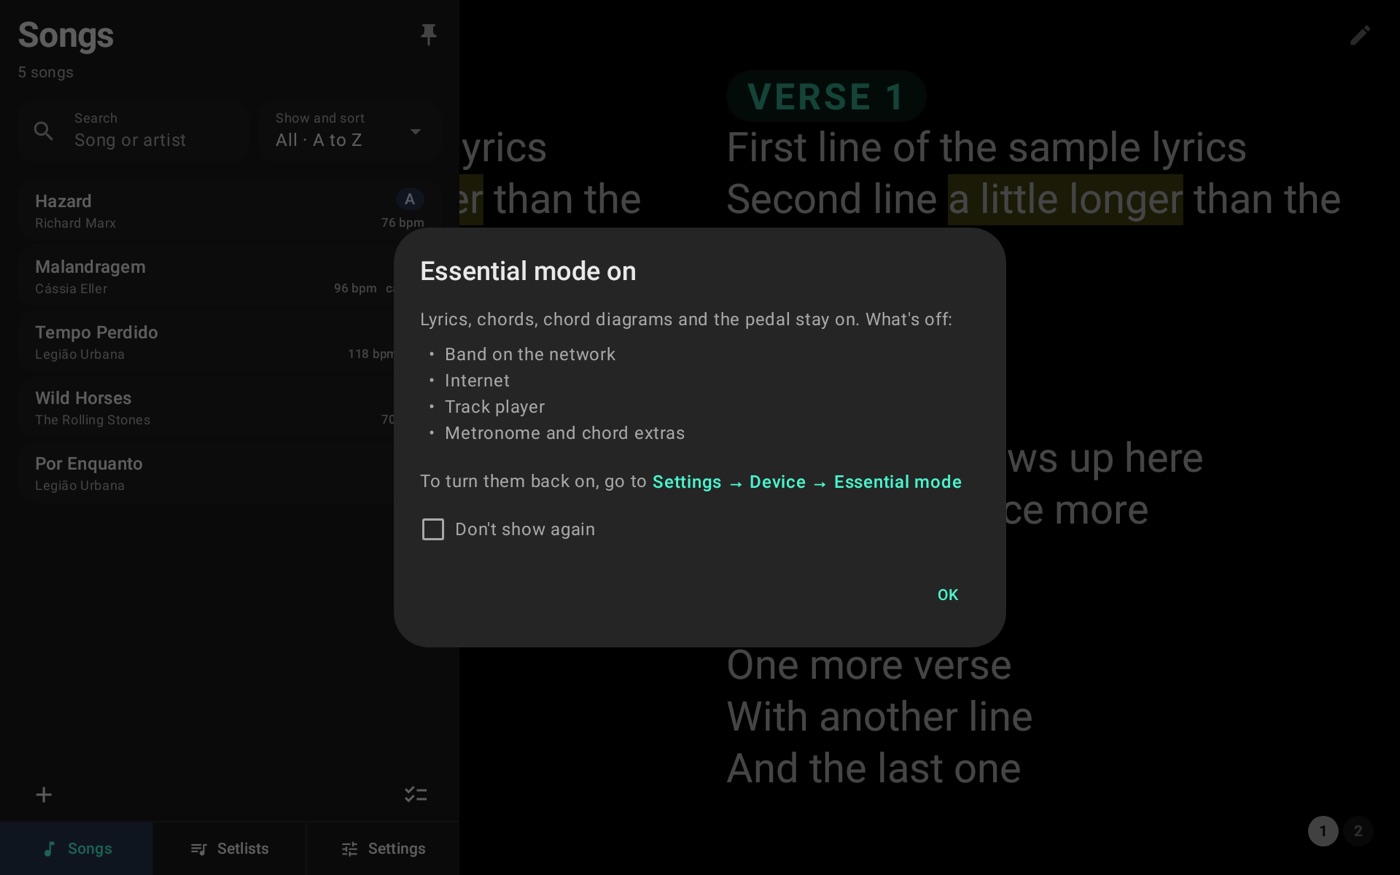 Songs
5 songs
Search
Song or artist
Show and sort
All · A to Z
Hazard
A
Richard Marx
76 bpm
Malandragem
Cássia Eller
96 bpm
Tempo Perdido
Legião Urbana
118 bpm
Wild Horses
The Rolling Stones
70
Por Enquanto
Legião Urbana
Songs
Setlists
Settings
yrics
er than the
VERSE 1
First line of the sample lyrics
Second line a little longer than the
Essential mode on
Lyrics, chords, chord diagrams and the pedal stay on. What's off:
• Band on the network
• Internet
• Track player
• Metronome and chord extras
To turn them back on, go to Settings → Device → Essential mode
Don't show again
OK
ws up here
ce more
One more verse
With another line
And the last one
1 2